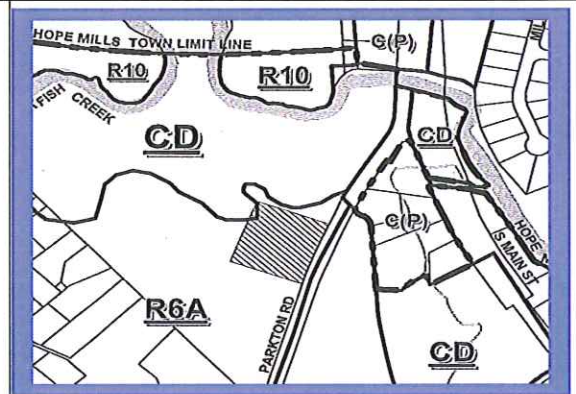 HOPE MILLS TOWN LIMIT LINE
C(P)
R10
R10
FISH CREEK
CD
CD
C(P)
HOPE
S MAIN ST
R6A
PARKTON RD
CD